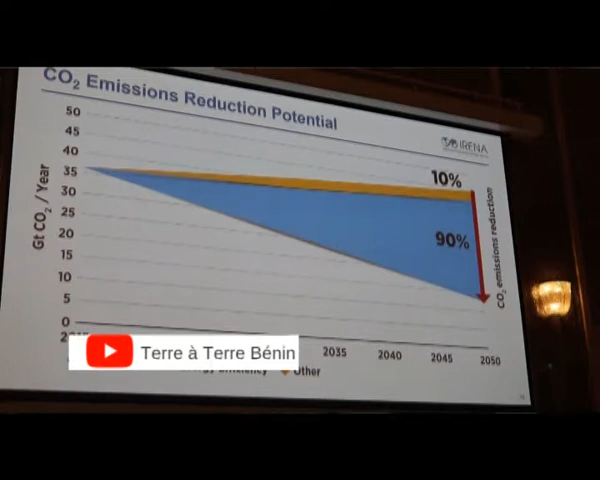 CO₂ Emissions Reduction Potential
IRENA
Gt CO₂ / Year
50
45
40
35
30
25
20
15
10
5
0
10%
90%
CO₂ emissions reduction
2035
2040
2045
2050
Efficiency
Other
Terre à Terre Bénin